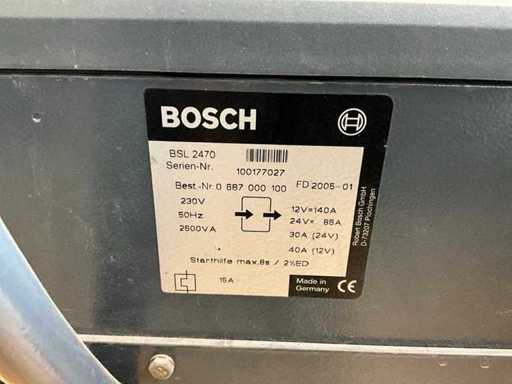 BOSCH
BSL 2470
Serien-Nr. 100177027
Best.-Nr. 0 687 000 100 FD 2005-01
230V
50Hz
2500VA
12V=140A
24V= 85A
30A (24V)
40A (12V)
Starthilfe max.8s / 2%ED
15A
Made in
Germany
CE
Robert Bosch GmbH
D-73207 Plochingen